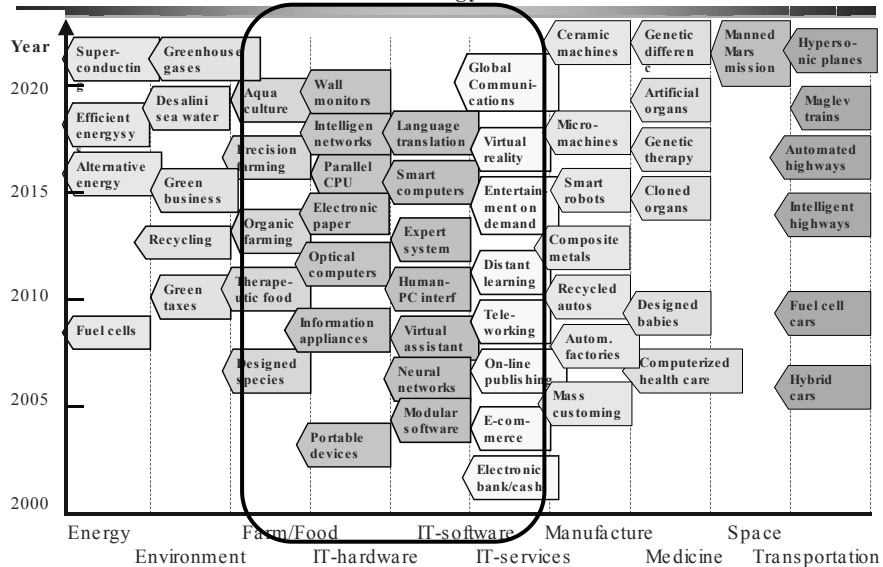 Year
2020
2015
2010
2005
2000
Super-
conductin
g
Efficient
energysy
Alternative
energy
Fuel cells
Greenhouse
gases
Desalini
sea water
Green
business
Recycling
Green
taxes
Aqua
culture
Precision
farming
Organic
farming
Therape-
utic food
Designed
species
Wall
monitors
Intelligen
networks
Parallel
CPU
Electronic
paper
Optical
computers
Information
appliances
Portable
devices
Language
translation
Smart
computers
Expert
system
Human-
PC interf
Virtual
assistant
Neural
networks
Modular
software
Global
Communi-
cations
Virtual
reality
Entertain-
ment on
demand
Distant
learning
Tele-
working
On-line
publishing
E-com-
merce
Electronic
bank/cash
Ceramic
machines
Micro-
machines
Smart
robots
Composite
metals
Recycled
autos
Autom.
factories
Mass
customing
Genetic
differen
c
Artificial
organs
Genetic
therapy
Cloned
organs
Designed
babies
Computerized
health care
Manned
Mars
mission
Hyperso-
nic planes
Maglev
trains
Automated
highways
Intelligent
highways
Fuel cell
cars
Hybrid
cars
Energy
Environment
Farm/Food
IT-hardware
IT-software
IT-services
Manufacture
Medicine
Space
Transportation